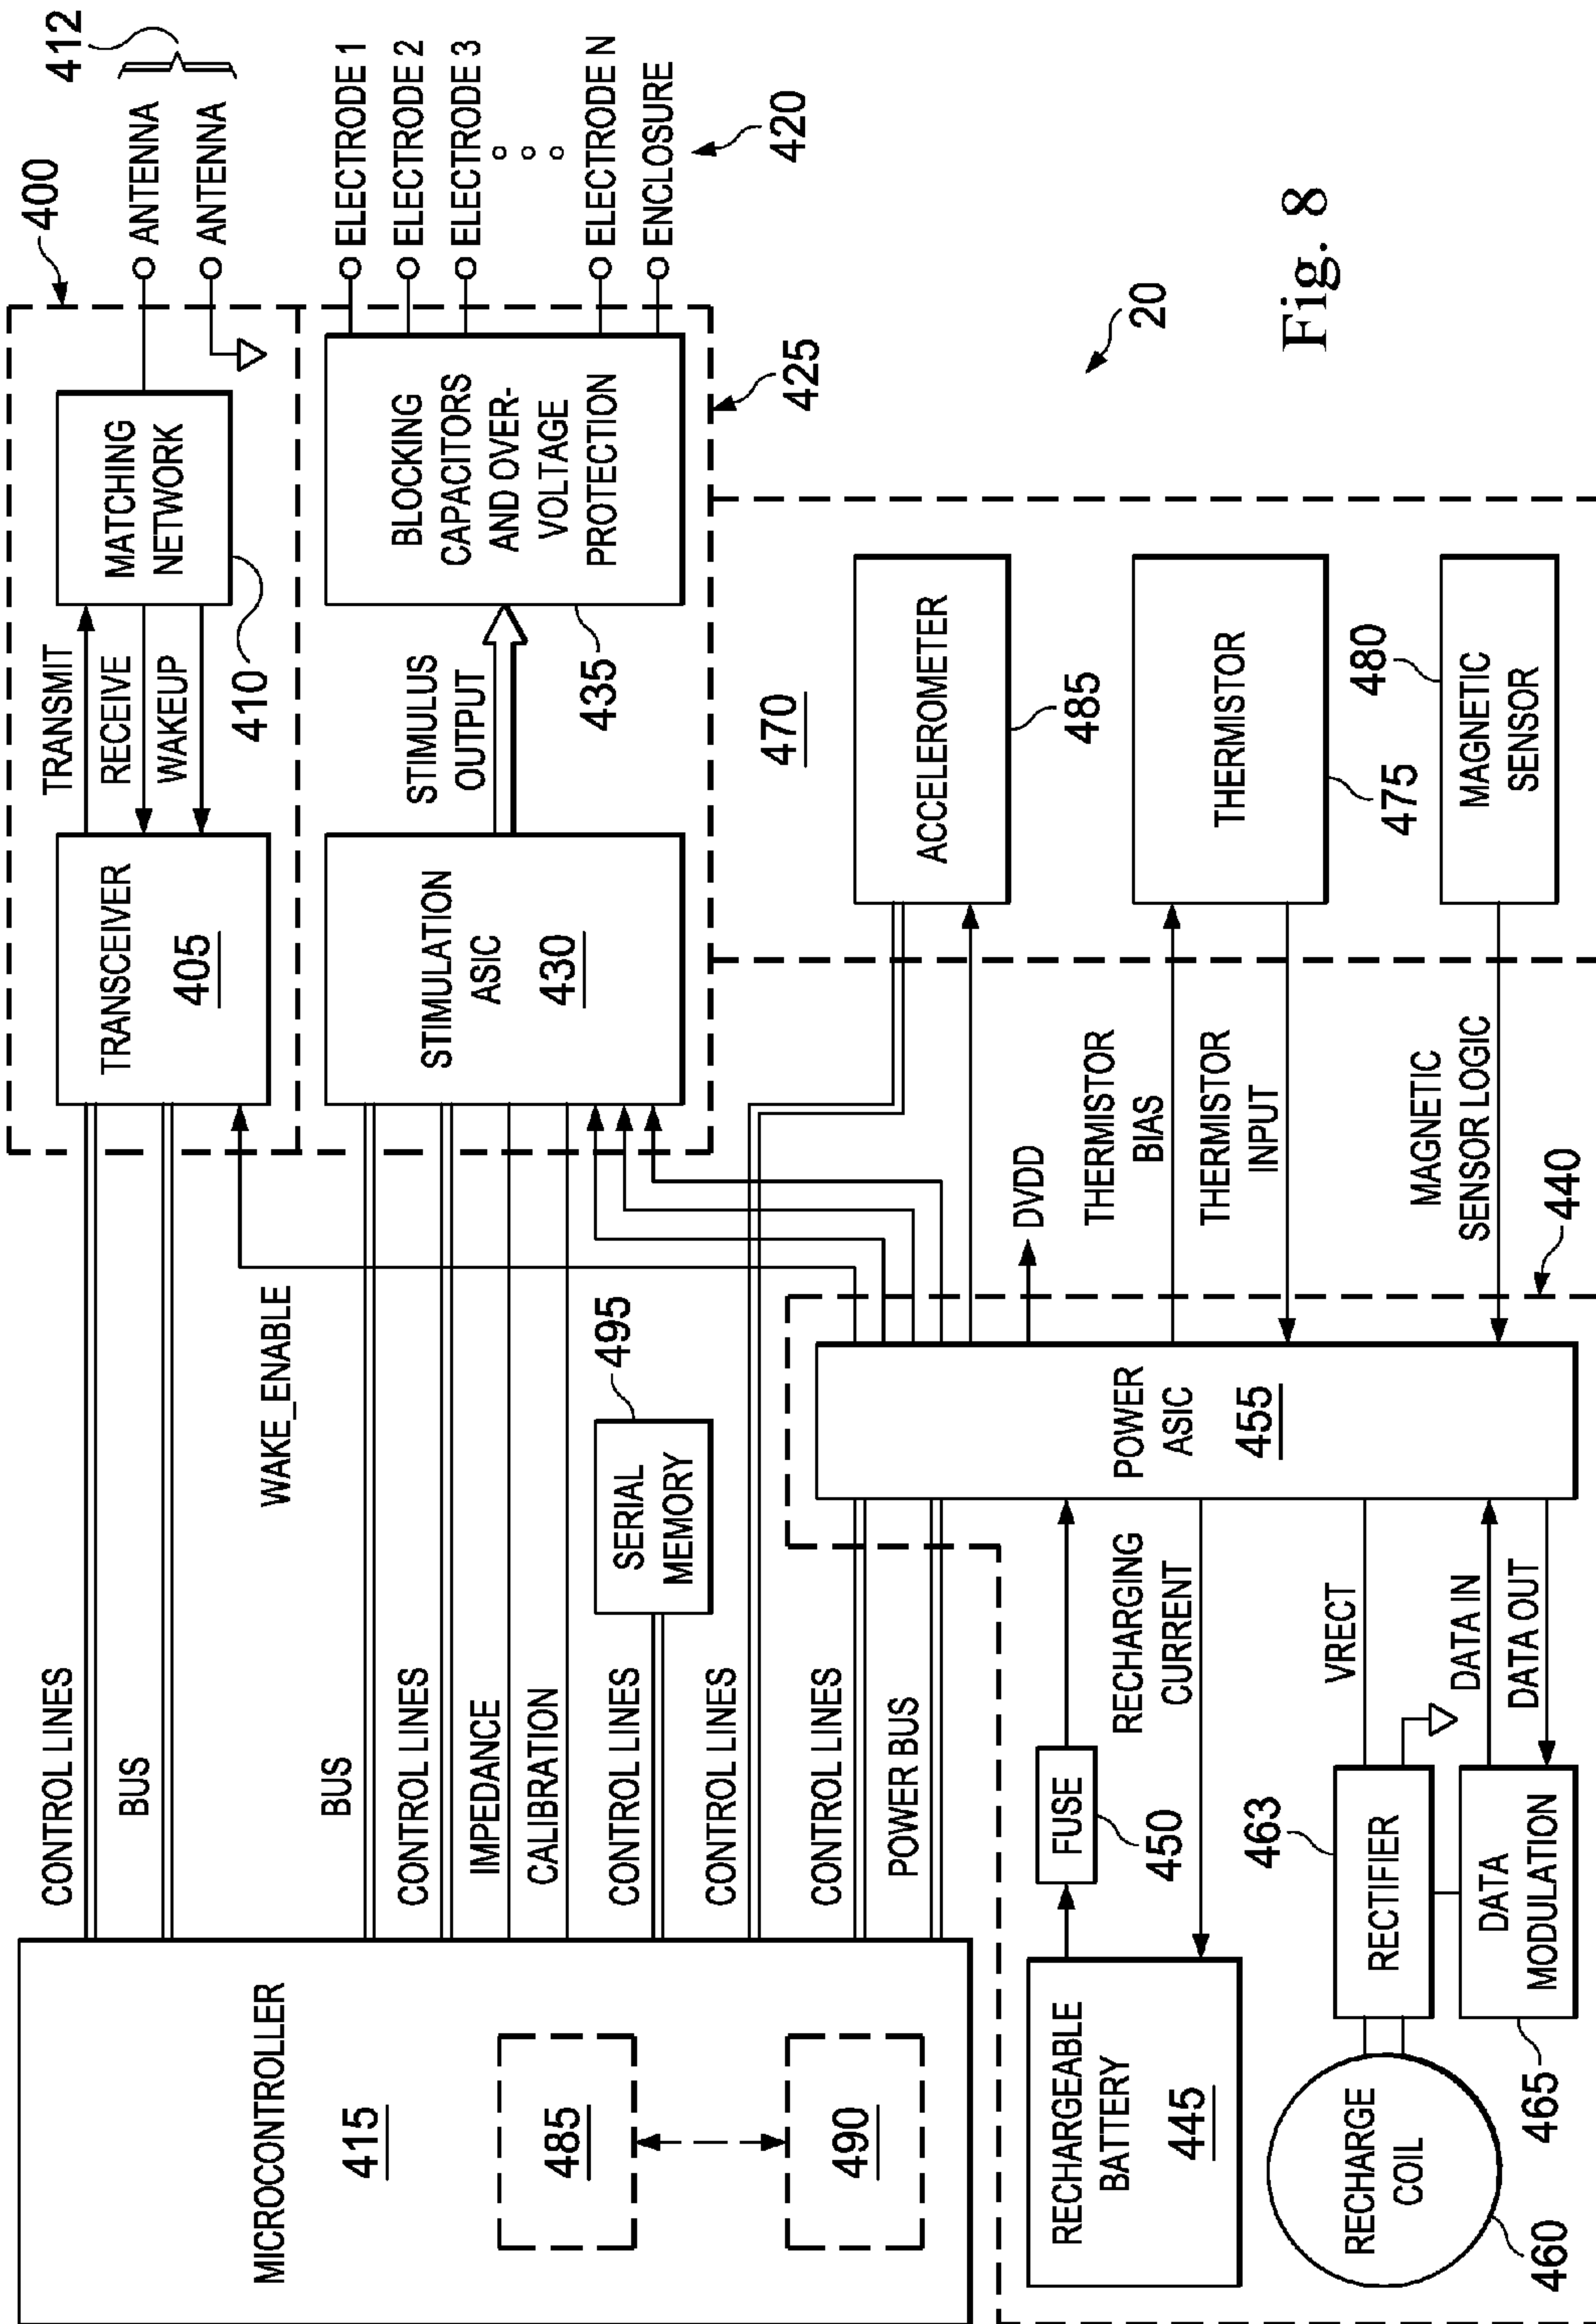 400
412
TRANSCEIVER
405
TRANSMIT
RECEIVE
WAKEUP
MATCHING
NETWORK
410
ANTENNA
ANTENNA
CONTROL LINES
BUS
WAKE_ENABLE
MICROCONTROLLER
415
485
490
BUS
CONTROL LINES
IMPEDANCE
CALIBRATION
CONTROL LINES
SERIAL
MEMORY
495
CONTROL LINES
CONTROL LINES
POWER BUS
STIMULATION
ASIC
430
STIMULUS
OUTPUT
BLOCKING
CAPACITORS
AND OVER-
VOLTAGE
PROTECTION
435
425
ELECTRODE 1
ELECTRODE 2
ELECTRODE 3
ELECTRODE N
ENCLOSURE
420
RECHARGEABLE
BATTERY
445
FUSE
450
RECHARGING
CURRENT
RECHARGE
COIL
460
RECTIFIER
463
VRECT
DATA
MODULATION
465
DATA IN
DATA OUT
POWER
ASIC
455
440
DVDD
THERMISTOR
BIAS
THERMISTOR
INPUT
MAGNETIC
SENSOR LOGIC
470
ACCELEROMETER
485
THERMISTOR
475
MAGNETIC
SENSOR
480
20
Fig. 8